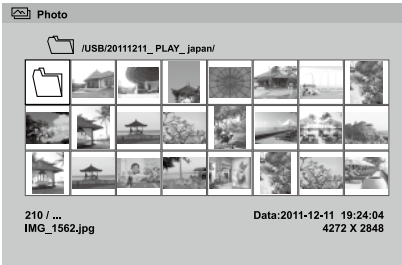 Photo
/USB/20111211_ PLAY_ japan/
210 / ...
Data:2011-12-11 19:24:04
IMG_1562.jpg
4272 X 2848